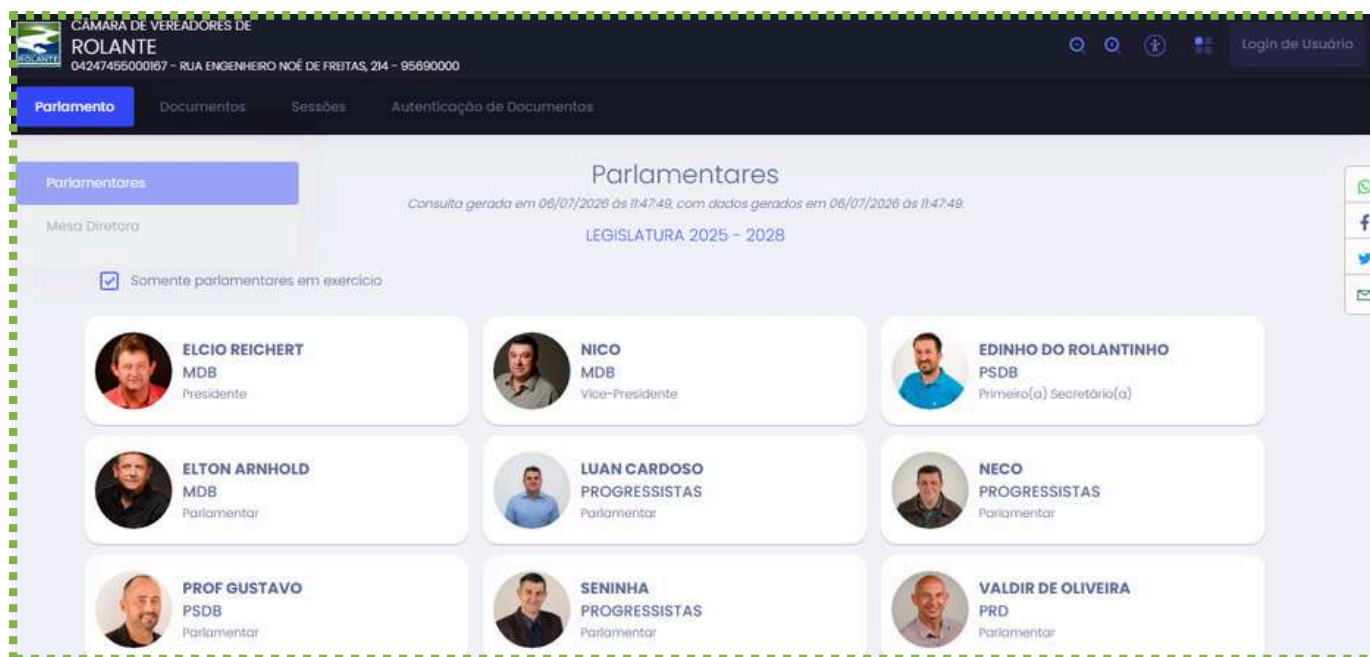 CÂMARA DE VEREADORES DE
ROLANTE
04247455000167 - RUA ENGENHEIRO NOÉ DE FREITAS, 214 - 95690000
ROLANTE
Login de Usuário
Parlamento
Documentos
Sessões
Autenticação de Documentos
Parlamentares
Mesa Diretora
Parlamentares
Consulta gerada em 06/07/2026 às 11:47:49, com dados gerados em 06/07/2026 às 11:47:49.
LEGISLATURA 2025 - 2028
Somente parlamentares em exercício
ELCIO REICHERT
MDB
Presidente
NICO
MDB
Vice-Presidente
EDINHO DO ROLANTINHO
PSDB
Primeiro(a) Secretário(a)
ELTON ARNHOLD
MDB
Parlamentar
LUAN CARDOSO
PROGRESSISTAS
Parlamentar
NECO
PROGRESSISTAS
Parlamentar
PROF GUSTAVO
PSDB
Parlamentar
SENINHA
PROGRESSISTAS
Parlamentar
VALDIR DE OLIVEIRA
PRD
Parlamentar